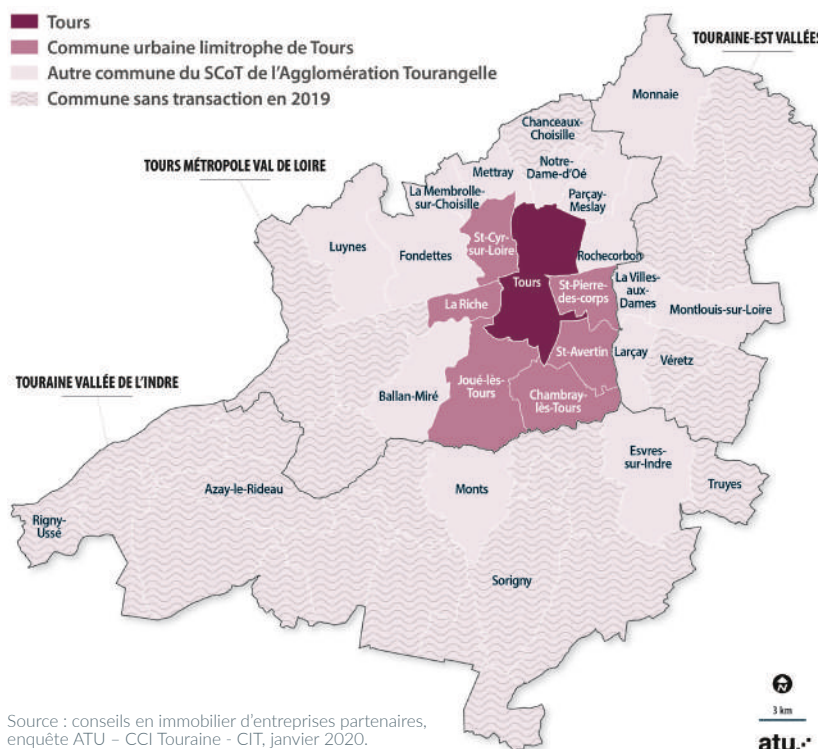 Tours
Commune urbaine limitrophe de Tours
Autre commune du SCoT de l'Agglomération Tourangelle
Commune sans transaction en 2019
TOURAINE-EST VALLÉES
Monnaie
Chanceaux-
Choisille
TOURS MÉTROPOLE VAL DE LOIRE
Mettray
Notre-
Dame-d'Oé
La Membrolle-
sur-Choisille
Parçay-
Meslay
Luynes
Fondettes
St-Cyr-
sur-Loire
Rochecorbon
Tours
St-Pierre-
des-corps
La Villes-
aux-
Dames
La Riche
Montlouis-sur-Loire
St-Avertin
Larçay
Véretz
TOURAINE VALLÉE DE L'INDRE
Ballan-Miré
Joué-lès-
Tours
Chambray-
lès-Tours
Esvres-
sur-Indre
Azay-le-Rideau
Monts
Truyes
Rigny-
Ussé
Sorigny
N
3 km
Source : conseils en immobilier d'entreprises partenaires,
enquête ATU – CCI Touraine - CIT, janvier 2020.
atu